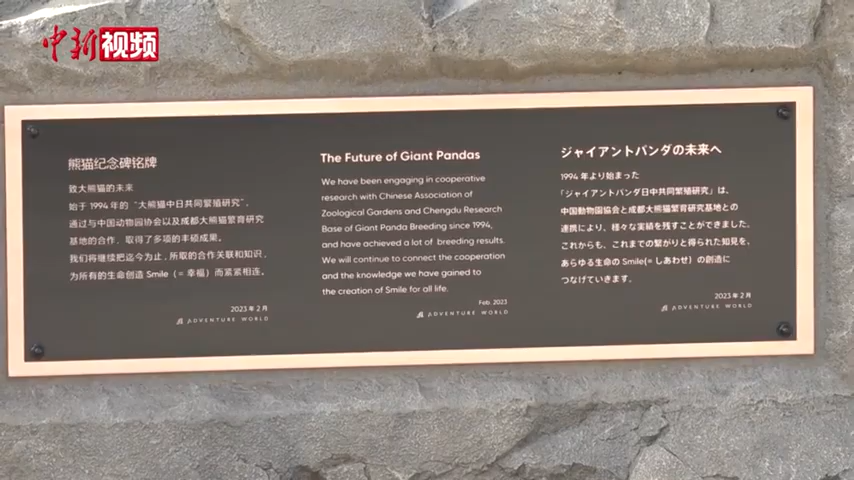 中新视频
熊猫纪念碑铭牌
致大熊猫的未来
始于 1994 年的“大熊猫中日共同繁殖研究”，
通过与中国动物园协会以及成都大熊猫繁育研究
基地的合作，取得了多项的丰硕成果。
我们将继续把迄今为止，所取的合作关联和知识，
为所有的生命创造 Smile（= 幸福）而紧紧相连。
2023 年 2 月
ADVENTURE WORLD
The Future of Giant Pandas
We have been engaging in cooperative
research with Chinese Association of
Zoological Gardens and Chengdu Research
Base of Giant Panda Breeding since 1994,
and have achieved a lot of breeding results.
We will continue to connect the cooperation
and the knowledge we have gained to
the creation of Smile for all life.
Feb. 2023
ADVENTURE WORLD
ジャイアントパンダの未来へ
1994 年より始まった
「ジャイアントパンダ日中共同繁殖研究」は、
中国動物園協会と成都大熊猫繁育研究基地との
連携により、様々な実績を残すことができました。
これからも、これまでの繋がりと得られた知見を、
あらゆる生命の Smile(= しあわせ）の創造に
つなげていきます。
2023 年 2 月
ADVENTURE WORLD